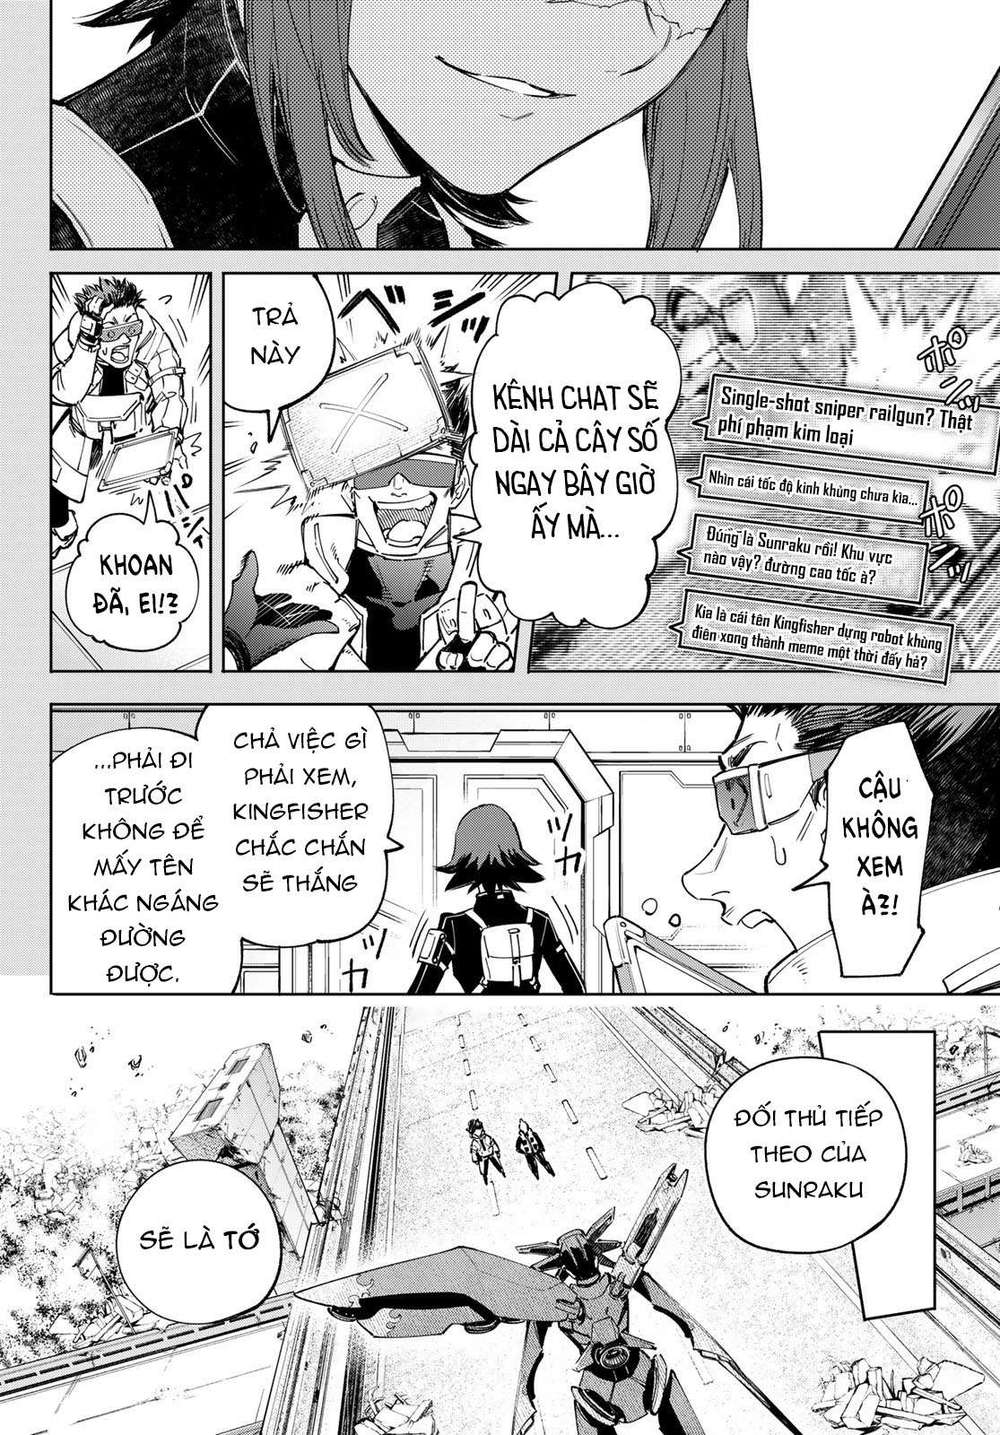 Single-shot sniper railgun? Thật
phí phạm kim loại
Nhìn cái tốc độ kinh khủng chưa kìa...
Đúng là Sunraku rồi! Khu vực
nào vậy? đường cao tốc à?
Kia là cái tên Kingfisher dựng robot khùng
điên xong thành meme một thời đấy hả?
KÊNH CHAT SẼ
DÀI CẢ CÂY SỐ
NGAY BÂY GIỜ
ẤY MÀ...
TRẢ
NÀY
KHOAN
ĐÃ, EI!?
CẬU
KHÔNG
XEM
À?!
CHẢ VIỆC GÌ
PHẢI XEM,
KINGFISHER
CHẮC CHẮN
SẼ THẮNG
...PHẢI ĐI
TRƯỚC
KHÔNG ĐỂ
MẤY TÊN
KHÁC NGÁNG
ĐƯỜNG
ĐƯỢC.
ĐỐI THỦ TIẾP
THEO CỦA
SUNRAKU
SẼ LÀ TỚ